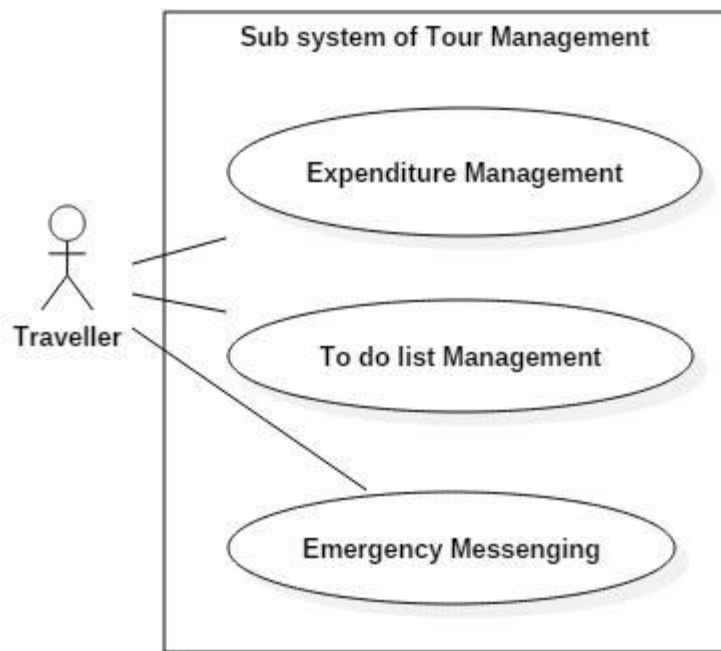 Sub system of Tour Management
Expenditure Management
Traveller
To do list Management
Emergency Messenging